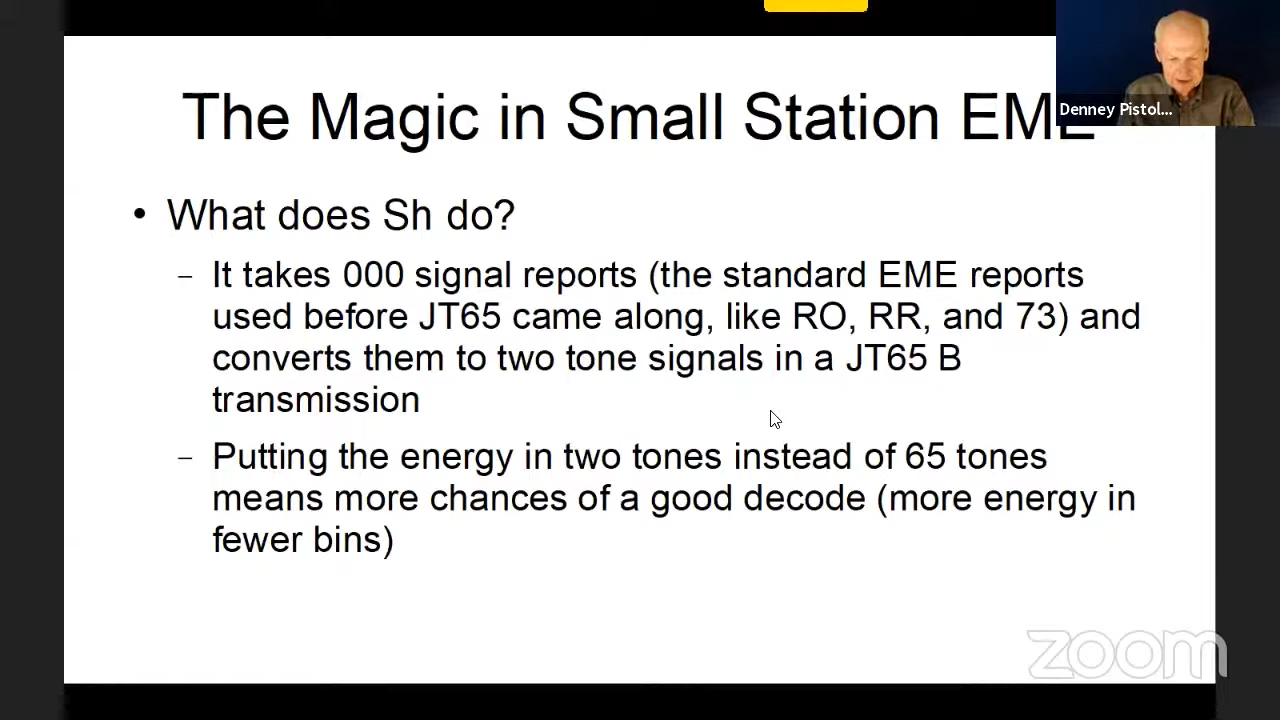 The Magic in Small Station EME
Denney Pistol...
• What does Sh do?
– It takes 000 signal reports (the standard EME reports
used before JT65 came along, like RO, RR, and 73) and
converts them to two tone signals in a JT65 B
transmission
– Putting the energy in two tones instead of 65 tones
means more chances of a good decode (more energy in
fewer bins)
zoom